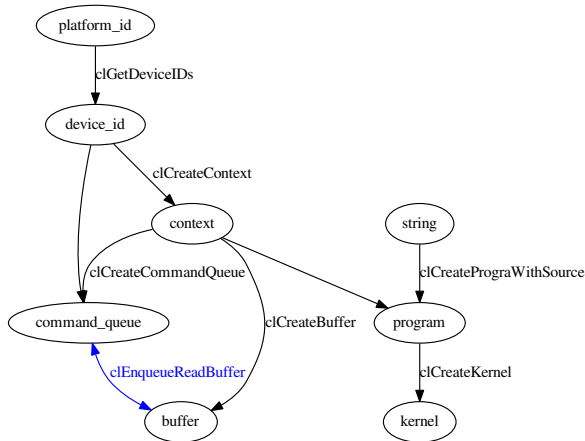 platform_id
clGetDeviceIDs
device_id
clCreateContext
context
string
clCreateCommandQueue
clCreateBuffer
clCreatePrograWithSource
command_queue
program
clEnqueueReadBuffer
clCreateKernel
buffer
kernel